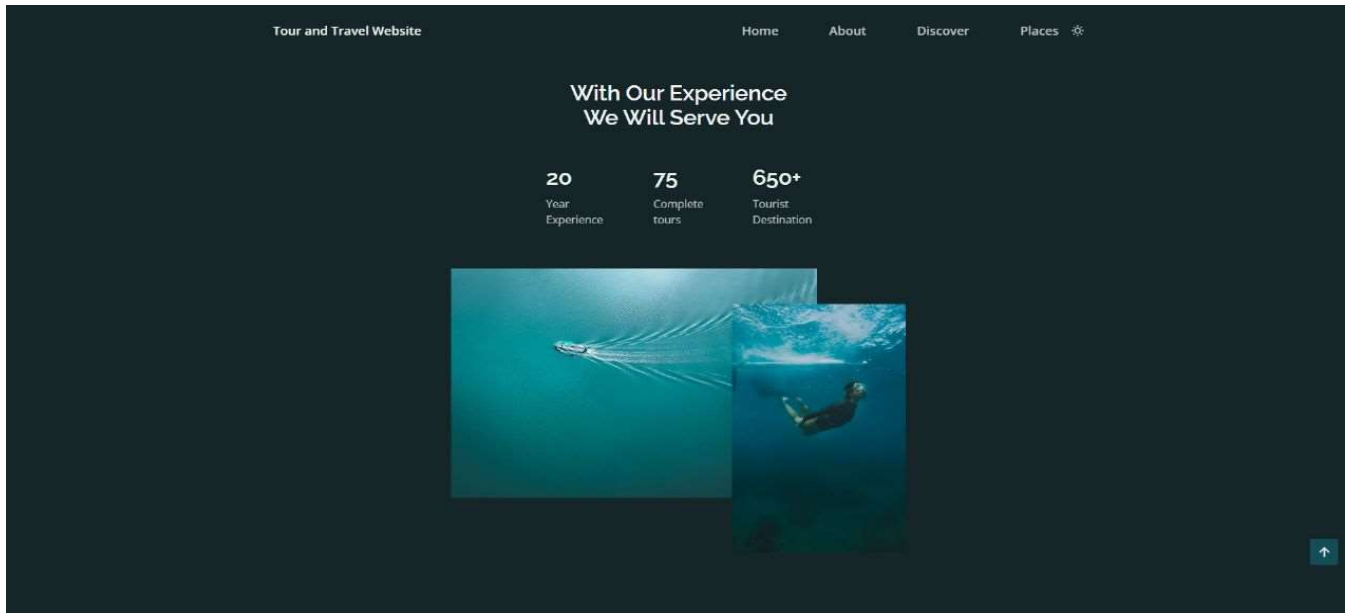 Tour and Travel Website
Home About Discover Places
With Our Experience
We Will Serve You
20 75 650+
Year Complete Tourist
Experience tours Destination